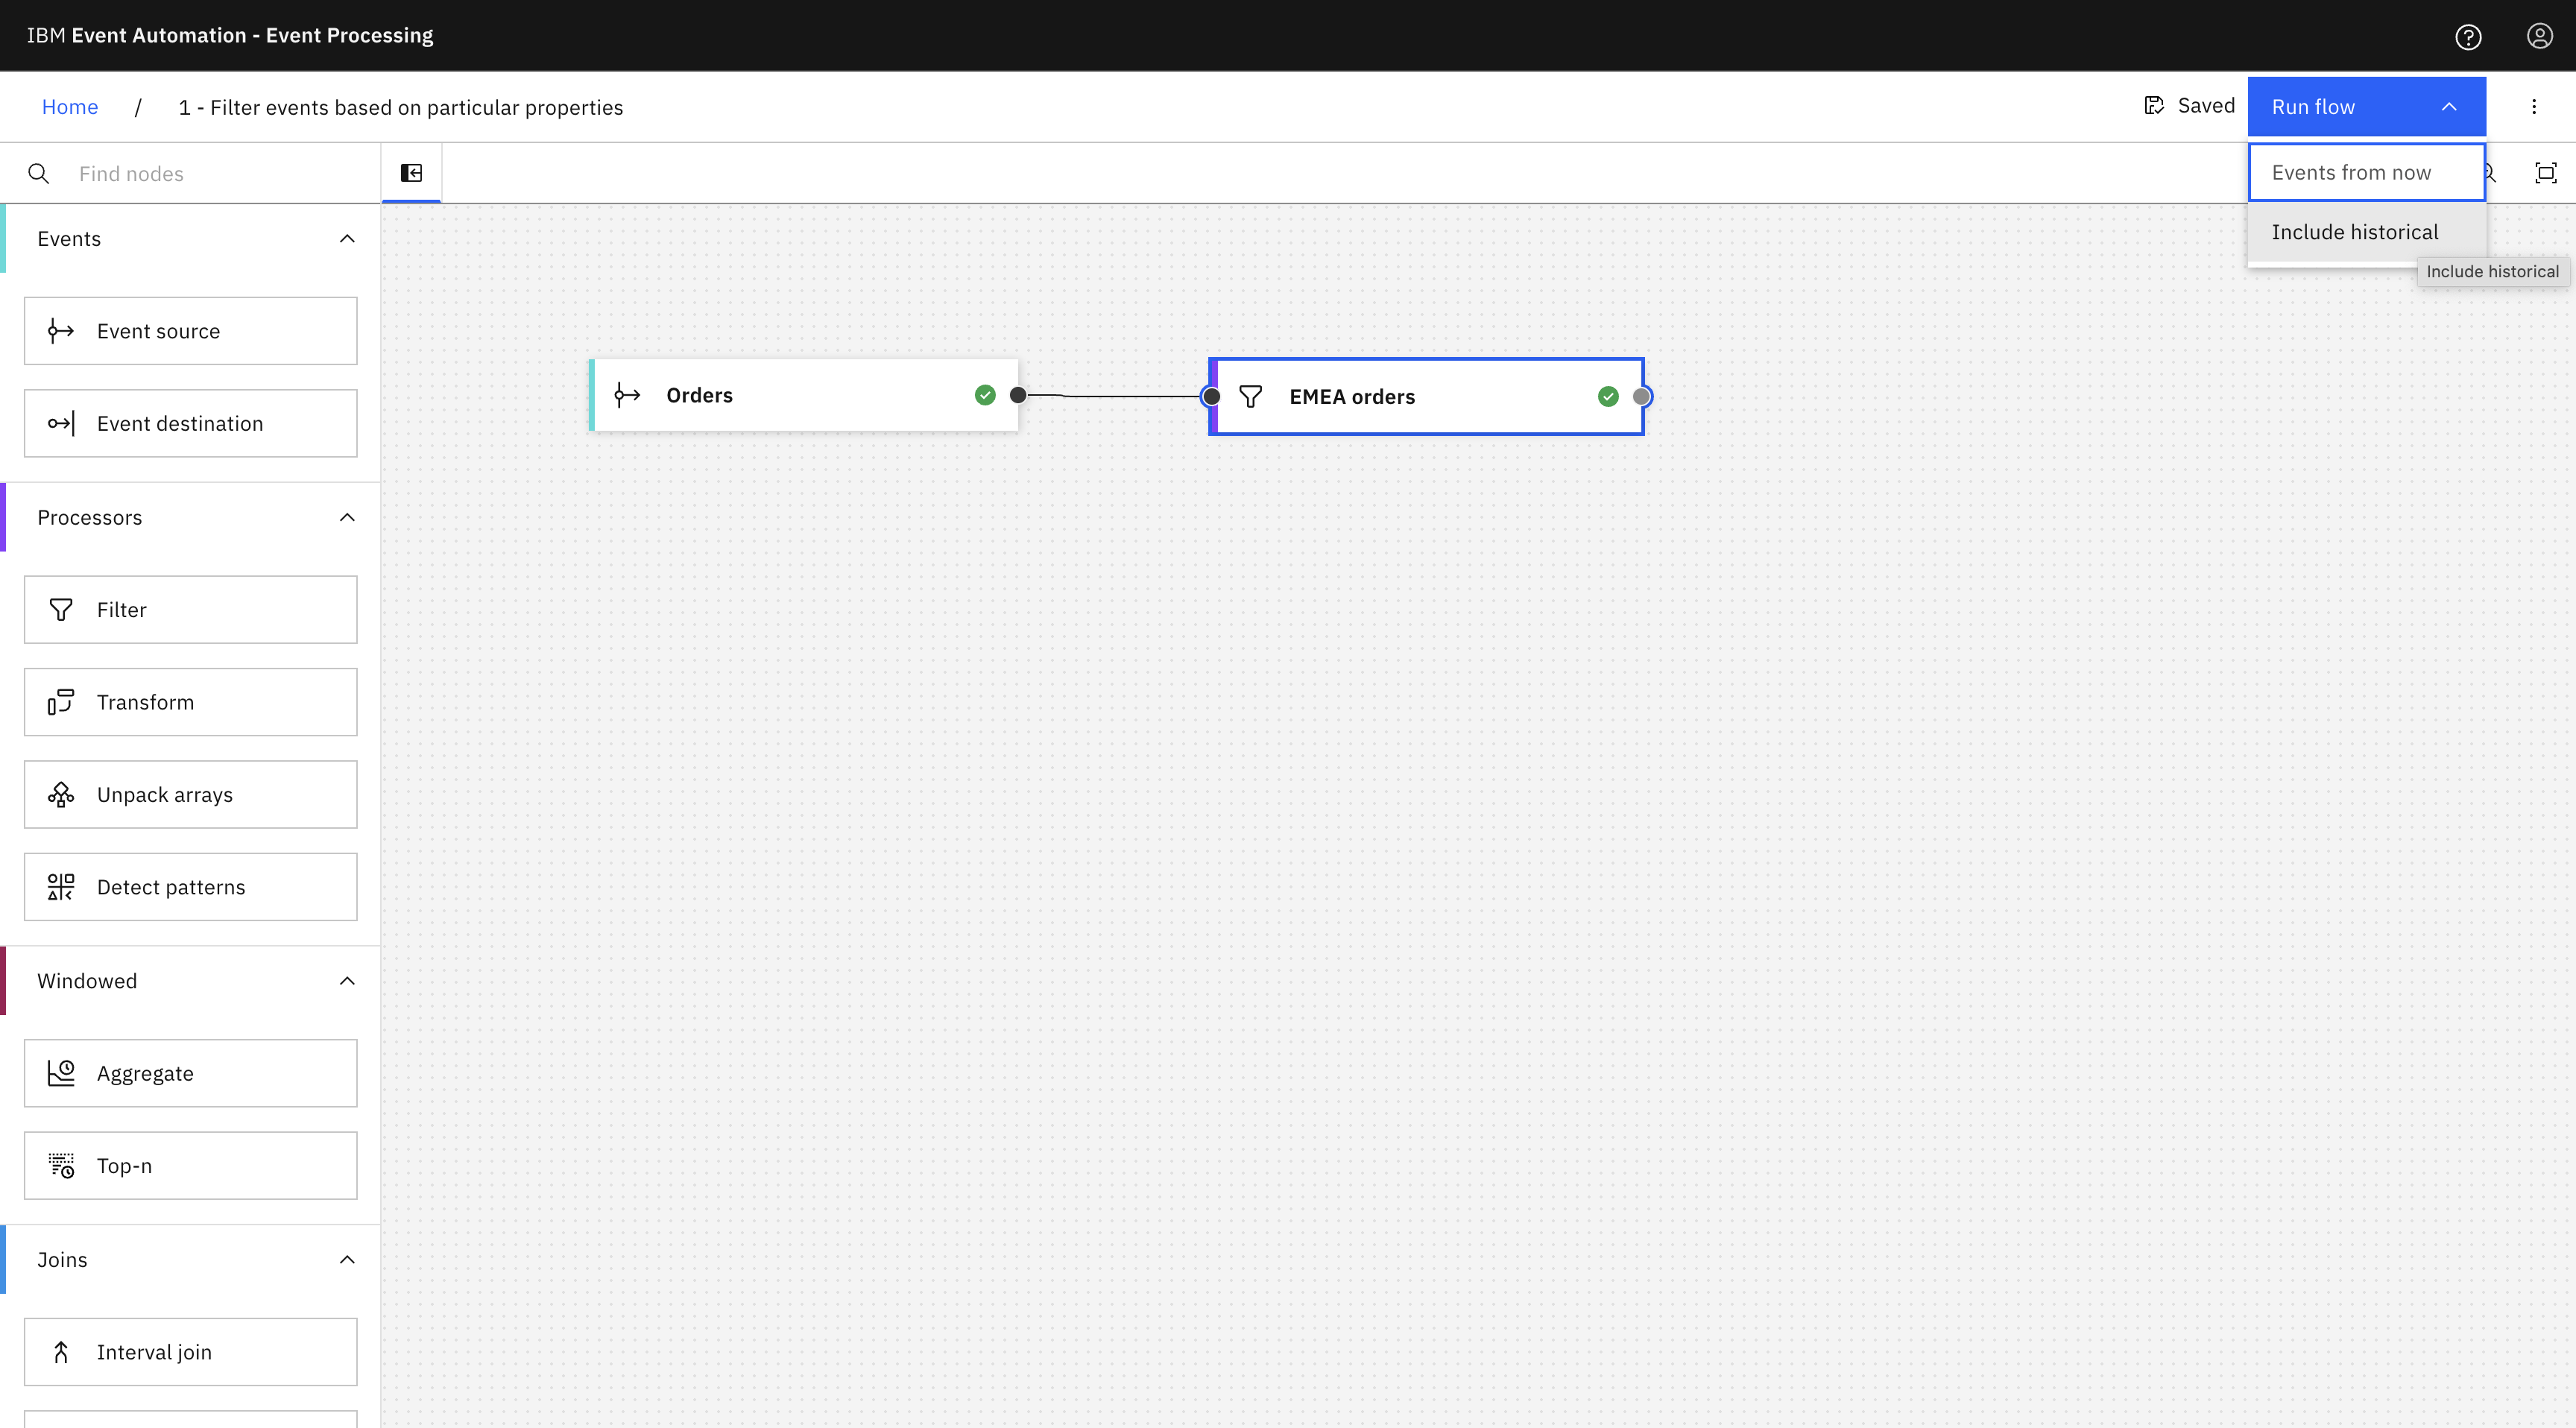 IBM Event Automation - Event Processing
Home / 1 - Filter events based on particular properties
Saved
Run flow
Find nodes
Events from now
Include historical
Include historical
Events
Event source
Event destination
Orders
EMEA orders
Processors
Filter
Transform
Unpack arrays
Detect patterns
Windowed
Aggregate
Top-n
Joins
Interval join